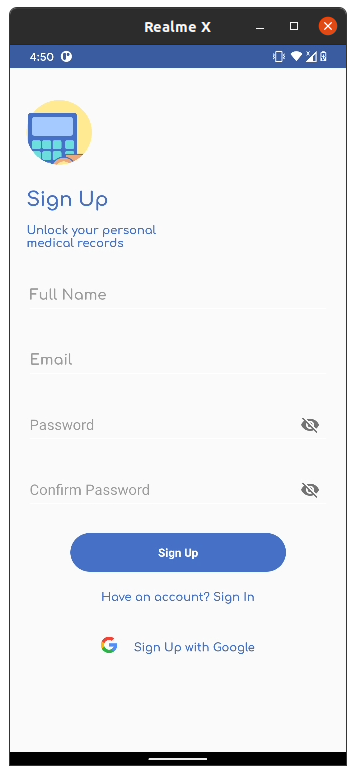 Realme X
4:50
Sign Up
Unlock your personal
medical records
Full Name
Email
Password
Confirm Password
Sign Up
Have an account? Sign In
Sign Up with Google